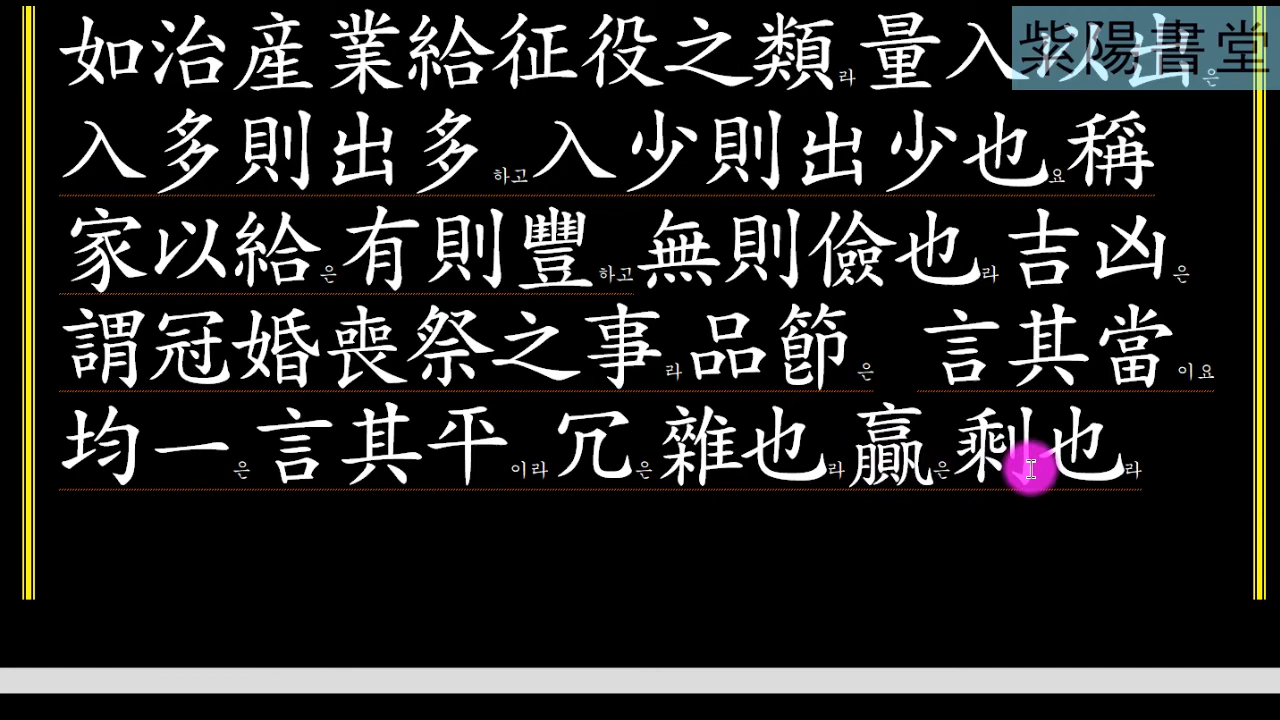 紫陽書堂
如治産業給征役之類라 量入以出은
入多則出多하고 入少則出少也요 稱
家以給은 有則豐하고 無則儉也라 吉凶은
謂冠婚喪祭之事라 品節은 言其當이요
均一은 言其平이라 冗은 雜也라 贏은 剩也라